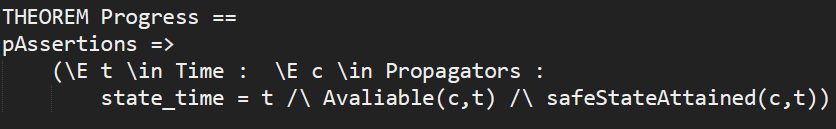 THEOREM Progress ==
pAssertions =>
(\E t \in Time :  \E c \in Propagators :
state_time = t /\ Avaliable(c,t) /\ safeStateAttained(c,t))